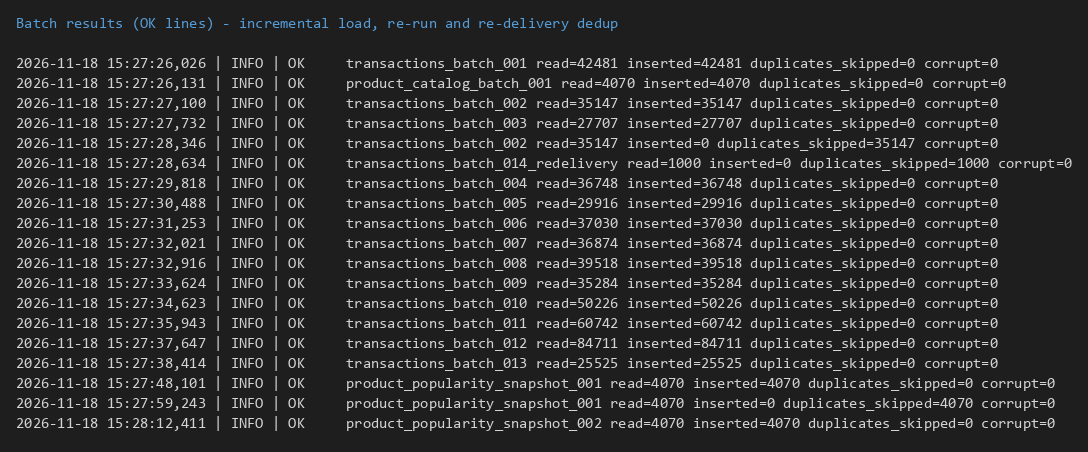 Batch results (OK lines) - incremental load, re-run and re-delivery dedup
2026-11-18 15:27:26,026 | INFO | OK     transactions_batch_001 read=42481 inserted=42481 duplicates_skipped=0 corrupt=0
2026-11-18 15:27:26,131 | INFO | OK     product_catalog_batch_001 read=4070 inserted=4070 duplicates_skipped=0 corrupt=0
2026-11-18 15:27:27,100 | INFO | OK     transactions_batch_002 read=35147 inserted=35147 duplicates_skipped=0 corrupt=0
2026-11-18 15:27:27,732 | INFO | OK     transactions_batch_003 read=27707 inserted=27707 duplicates_skipped=0 corrupt=0
2026-11-18 15:27:28,346 | INFO | OK     transactions_batch_002 read=35147 inserted=0 duplicates_skipped=35147 corrupt=0
2026-11-18 15:27:28,634 | INFO | OK     transactions_batch_014_redelivery read=1000 inserted=0 duplicates_skipped=1000 corrupt=0
2026-11-18 15:27:29,818 | INFO | OK     transactions_batch_004 read=36748 inserted=36748 duplicates_skipped=0 corrupt=0
2026-11-18 15:27:30,488 | INFO | OK     transactions_batch_005 read=29916 inserted=29916 duplicates_skipped=0 corrupt=0
2026-11-18 15:27:31,253 | INFO | OK     transactions_batch_006 read=37030 inserted=37030 duplicates_skipped=0 corrupt=0
2026-11-18 15:27:32,021 | INFO | OK     transactions_batch_007 read=36874 inserted=36874 duplicates_skipped=0 corrupt=0
2026-11-18 15:27:32,916 | INFO | OK     transactions_batch_008 read=39518 inserted=39518 duplicates_skipped=0 corrupt=0
2026-11-18 15:27:33,624 | INFO | OK     transactions_batch_009 read=35284 inserted=35284 duplicates_skipped=0 corrupt=0
2026-11-18 15:27:34,623 | INFO | OK     transactions_batch_010 read=50226 inserted=50226 duplicates_skipped=0 corrupt=0
2026-11-18 15:27:35,943 | INFO | OK     transactions_batch_011 read=60742 inserted=60742 duplicates_skipped=0 corrupt=0
2026-11-18 15:27:37,647 | INFO | OK     transactions_batch_012 read=84711 inserted=84711 duplicates_skipped=0 corrupt=0
2026-11-18 15:27:38,414 | INFO | OK     transactions_batch_013 read=25525 inserted=25525 duplicates_skipped=0 corrupt=0
2026-11-18 15:27:48,101 | INFO | OK     product_popularity_snapshot_001 read=4070 inserted=4070 duplicates_skipped=0 corrupt=0
2026-11-18 15:27:59,243 | INFO | OK     product_popularity_snapshot_001 read=4070 inserted=0 duplicates_skipped=4070 corrupt=0
2026-11-18 15:28:12,411 | INFO | OK     product_popularity_snapshot_002 read=4070 inserted=4070 duplicates_skipped=0 corrupt=0